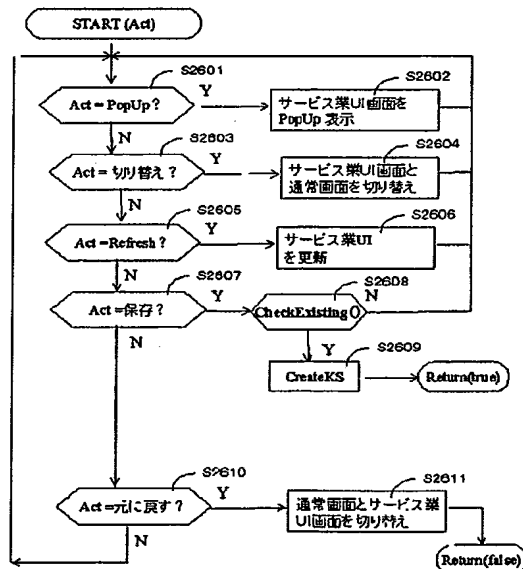 START (Act)
S2601
Act = PopUp ?
Y
S2602
サービス業UI画面を
PopUp 表示
N
S2603
Act = 切り替え ?
Y
S2604
サービス業UI画面と
通常画面を切り替え
N
S2605
Act =Refresh ?
Y
S2606
サービス業UI
を更新
N
S2607
Act =保存 ?
Y
S2608
CheckExisting ()
N
N
Y
S2609
CreateKS
Return(true)
S2610
Act =元に戻す ?
Y
S2611
通常画面とサービス業
UI画面を切り替え
N
Return(false)